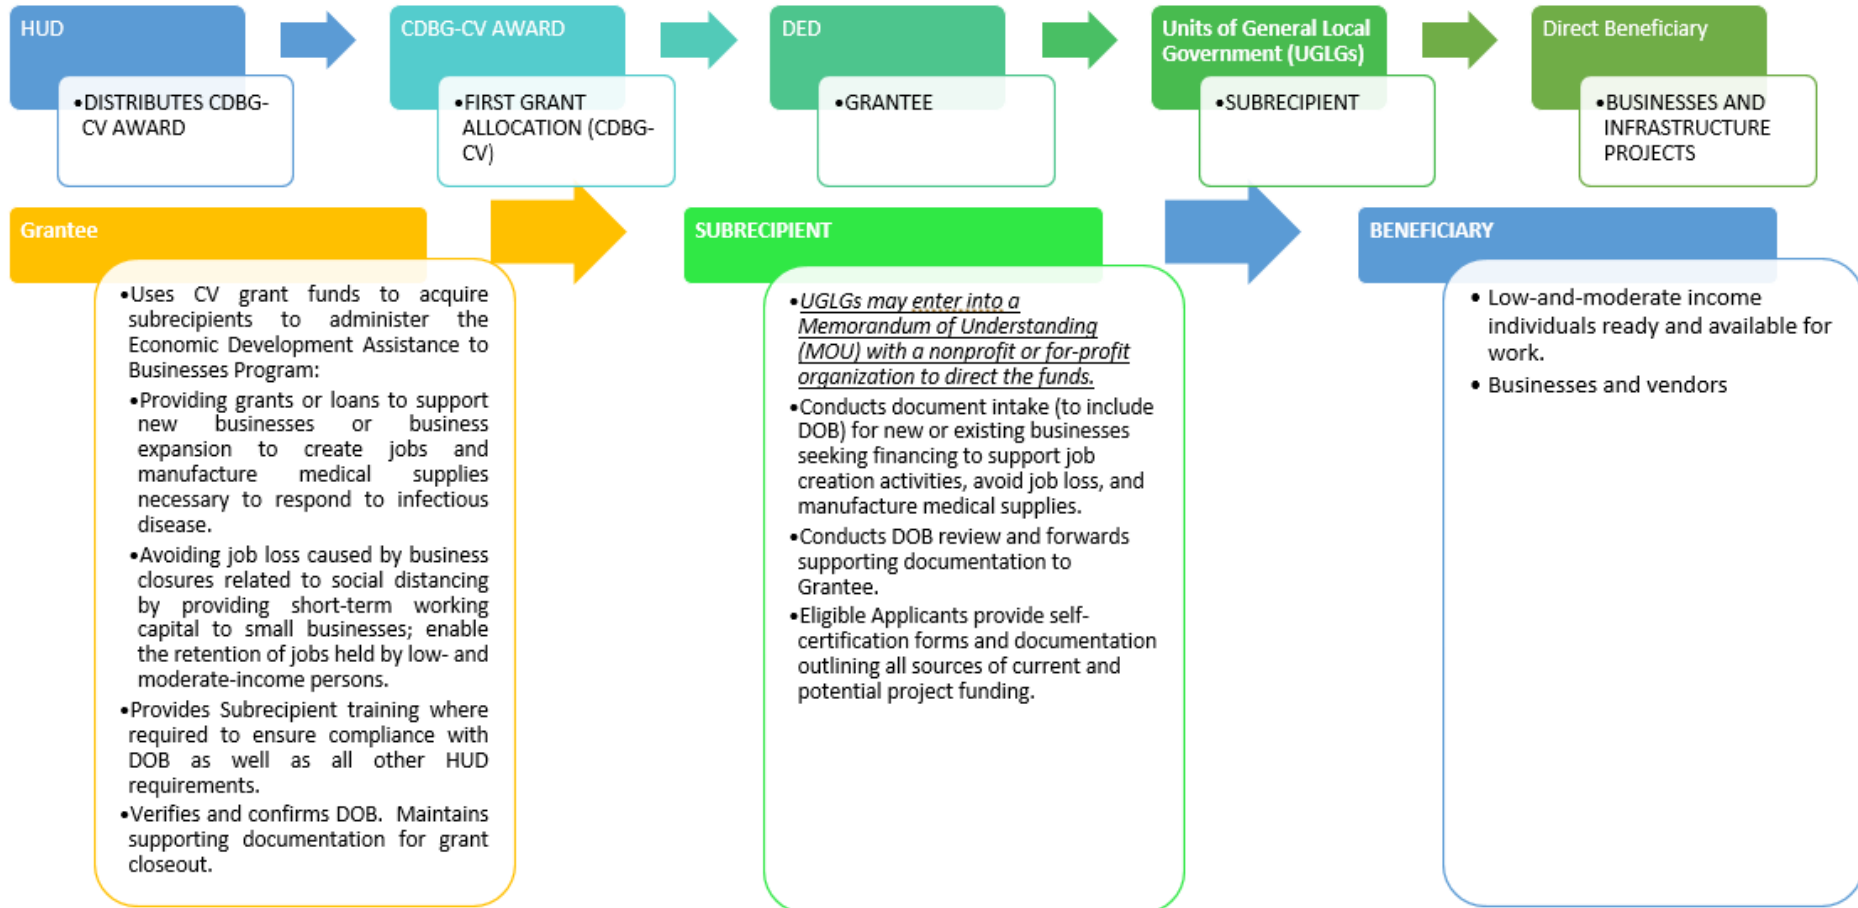 HUD
•DISTRIBUTES CDBG-
CV AWARD
CDBG-CV AWARD
•FIRST GRANT
ALLOCATION (CDBG-
CV)
DED
•GRANTEE
Units of General Local
Government (UGLGs)
•SUBRECIPIENT
Direct Beneficiary
•BUSINESSES AND
INFRASTRUCTURE
PROJECTS
Grantee
•Uses CV grant funds to acquire
subrecipients to administer the
Economic Development Assistance to
Businesses Program:
•Providing grants or loans to support
new businesses or business
expansion to create jobs and
manufacture medical supplies
necessary to respond to infectious
disease.
•Avoiding job loss caused by business
closures related to social distancing
by providing short-term working
capital to small businesses; enable
the retention of jobs held by low- and
moderate-income persons.
•Provides Subrecipient training where
required to ensure compliance with
DOB as well as all other HUD
requirements.
•Verifies and confirms DOB. Maintains
supporting documentation for grant
closeout.
SUBRECIPIENT
•UGLGs may enter into a
Memorandum of Understanding
(MOU) with a nonprofit or for-profit
organization to direct the funds.
•Conducts document intake (to include
DOB) for new or existing businesses
seeking financing to support job
creation activities, avoid job loss, and
manufacture medical supplies.
•Conducts DOB review and forwards
supporting documentation to
Grantee.
•Eligible Applicants provide self-
certification forms and documentation
outlining all sources of current and
potential project funding.
BENEFICIARY
• Low-and-moderate income
individuals ready and available for
work.
• Businesses and vendors